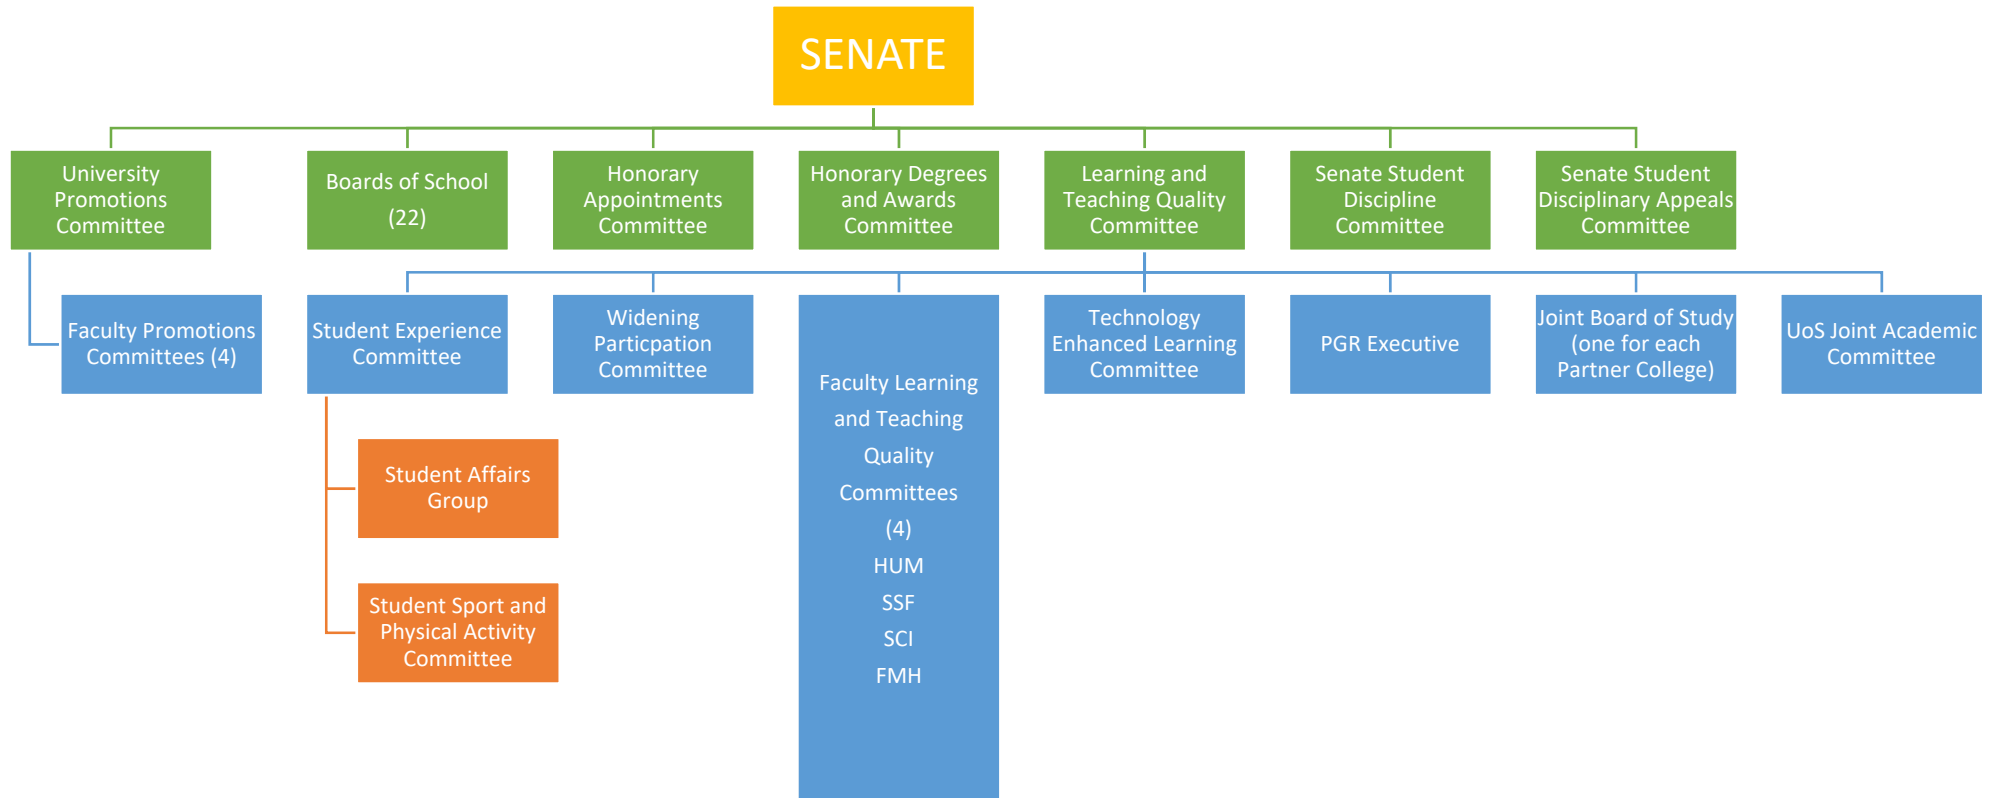 SENATE
University
Promotions
Committee
Boards of School
(22)
Honorary
Appointments
Committee
Honorary Degrees
and Awards
Committee
Learning and
Teaching Quality
Committee
Senate Student
Discipline
Committee
Senate Student
Disciplinary Appeals
Committee
Faculty Promotions
Committees (4)
Student Experience
Committee
Widening
Particpation
Committee
Faculty Learning
and Teaching
Quality
Committees
(4)
HUM
SSF
SCI
FMH
Technology
Enhanced Learning
Committee
PGR Executive
Joint Board of Study
(one for each
Partner College)
UoS Joint Academic
Committee
Student Affairs
Group
Student Sport and
Physical Activity
Committee